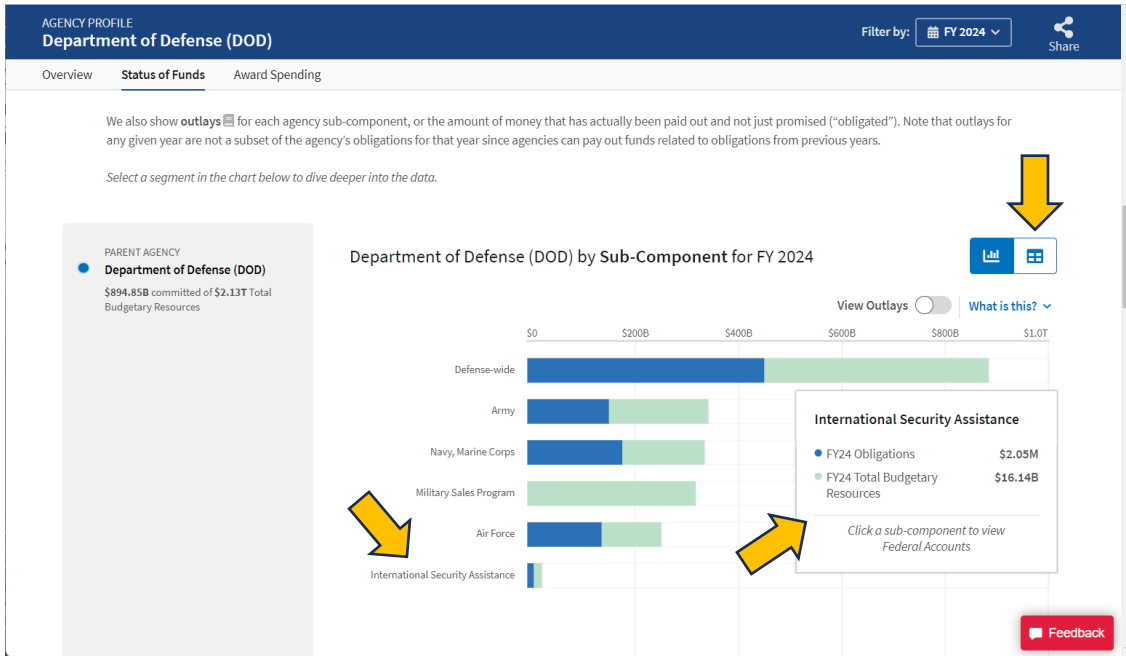 AGENCY PROFILE
Department of Defense (DOD)
Filter by:
FY 2024
Share
Overview
Status of Funds
Award Spending
We also show outlays for each agency sub-component, or the amount of money that has actually been paid out and not just promised (“obligated”). Note that outlays for
any given year are not a subset of the agency’s obligations for that year since agencies can pay out funds related to obligations from previous years.
Select a segment in the chart below to dive deeper into the data.
PARENT AGENCY
Department of Defense (DOD)
$894.85B committed of $2.13T Total
Budgetary Resources
Department of Defense (DOD) by Sub-Component for FY 2024
View Outlays
What is this?
$0 $200B $400B $600B $800B $1.0T
Defense-wide
Army
Navy, Marine Corps
Military Sales Program
Air Force
International Security Assistance
International Security Assistance
FY24 Obligations $2.05M
FY24 Total Budgetary $16.14B
Resources
Click a sub-component to view
Federal Accounts
Feedback